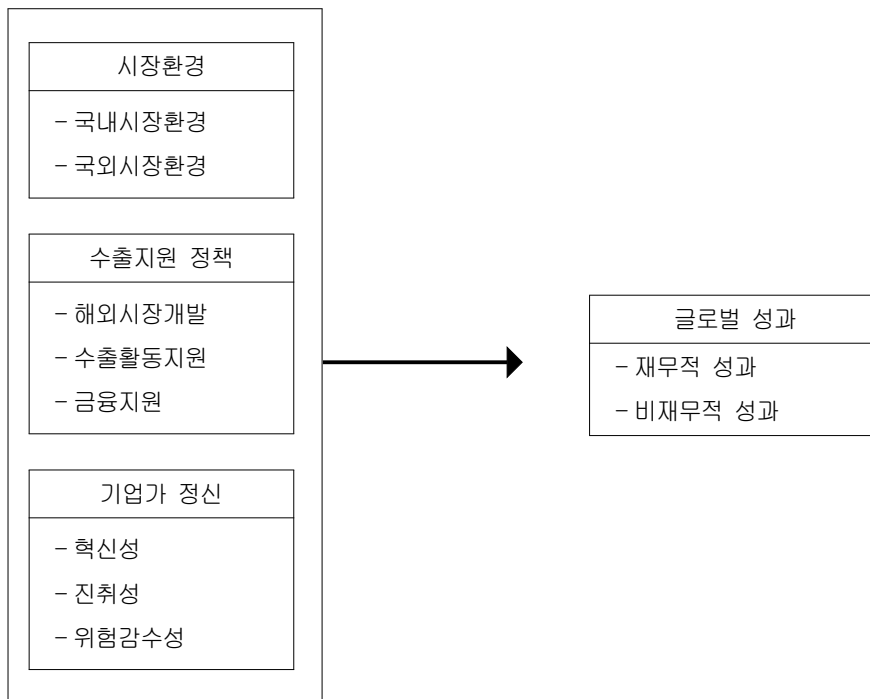 시장환경
– 국내시장환경
– 국외시장환경
수출지원 정책
– 해외시장개발
– 수출활동지원
– 금융지원
기업가 정신
– 혁신성
– 진취성
– 위험감수성
글로벌 성과
– 재무적 성과
– 비재무적 성과